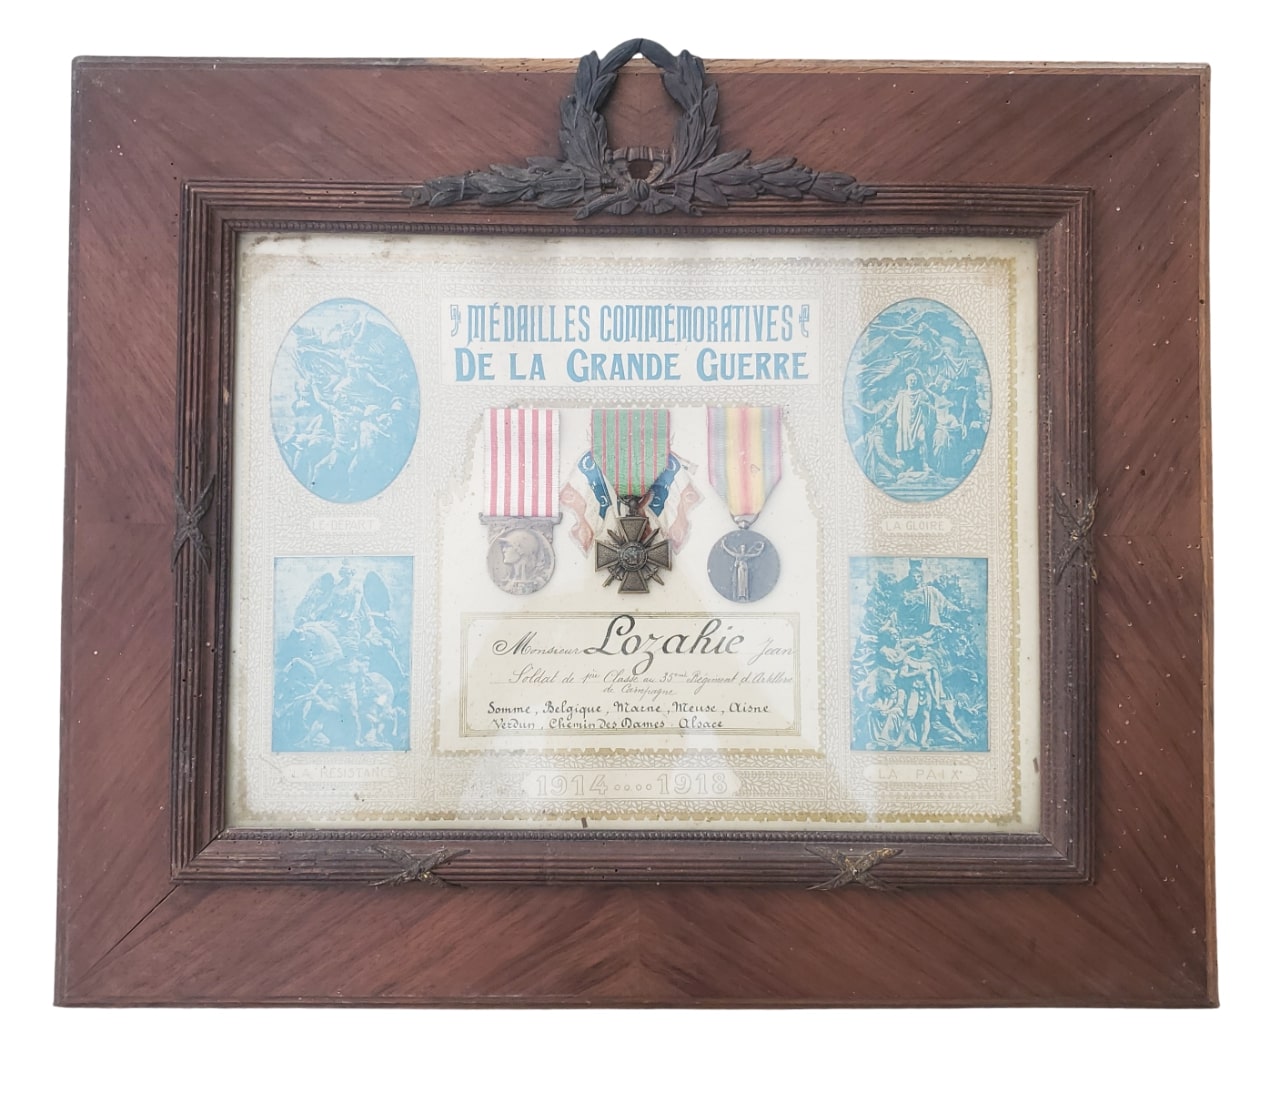 MÉDAILLES COMMÉMORATIVES
DE LA GRANDE GUERRE
LE DEPART
LA GLOIRE
Monsieur Lozahic Jean
Soldat de 1ère Classe au 35ème Régiment d'Artillerie
de Campagne
Somme, Belgique, Marne, Meuse, Aisne
Verdun, Chemin Des Dames - Alsace
LA RÉSISTANCE
LA PAIX
1914....1918